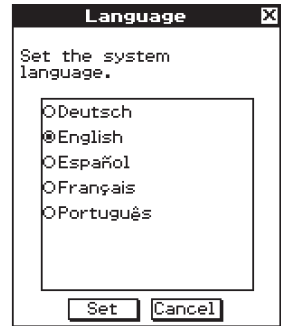 Language X
Set the system
language.
Deutsch
English
Español
Français
Português
Set Cancel